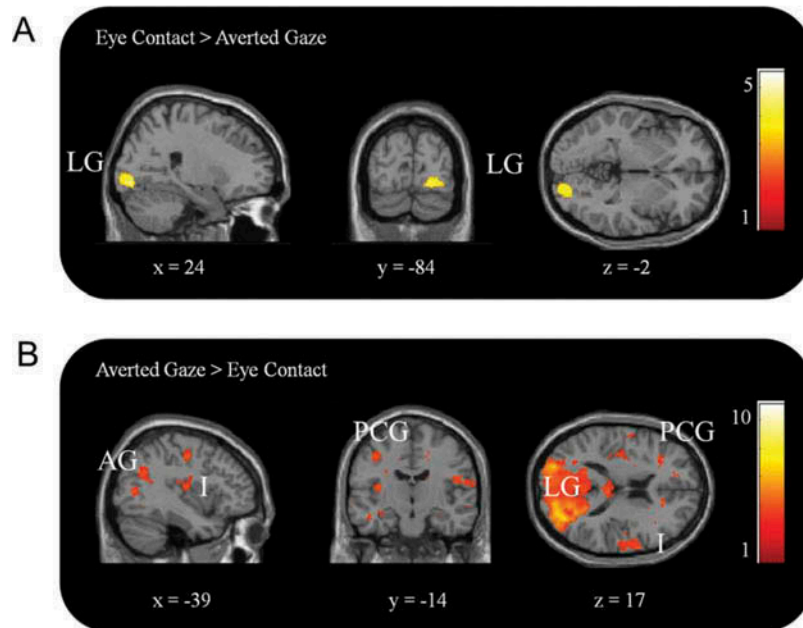 A
Eye Contact > Averted Gaze
5
LG
LG
1
x = 24
y = -84
z = -2
B
Averted Gaze > Eye Contact
10
PCG
PCG
AG
I
LG
I
1
x = -39
y = -14
z = 17